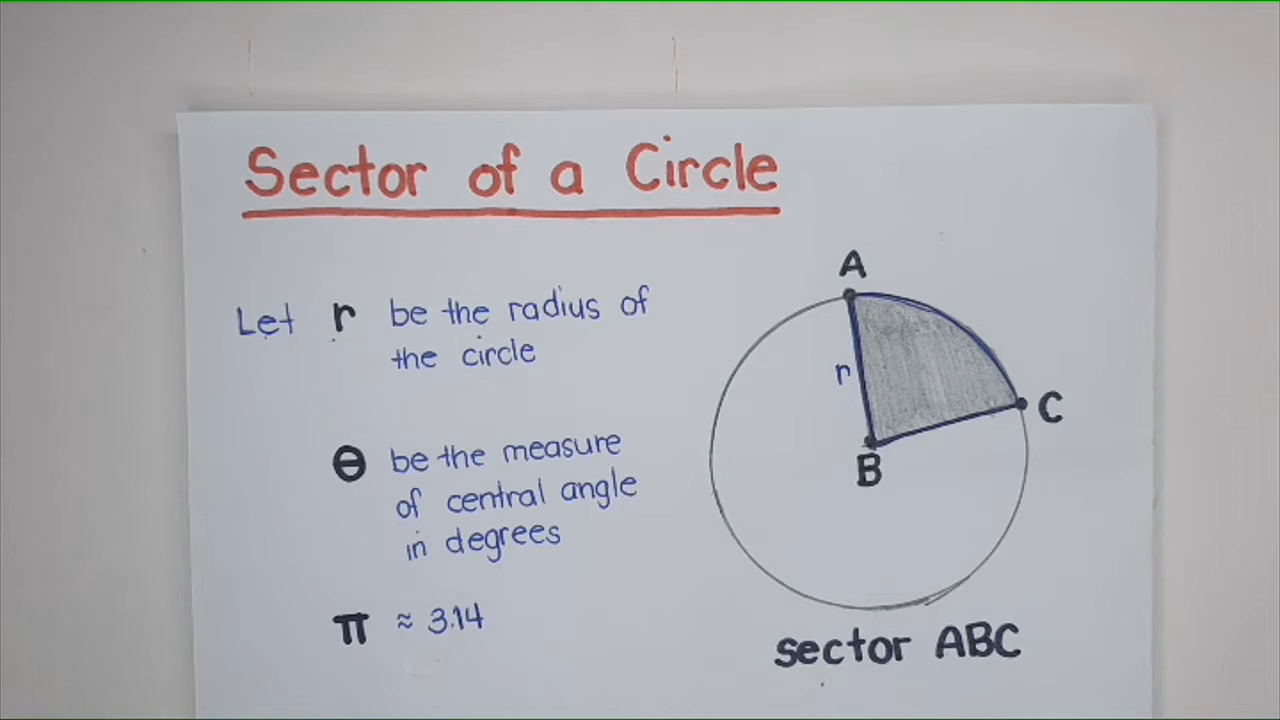 Sector of a Circle
Let r be the radius of
the circle
θ be the measure
of central angle
in degrees
π ≈ 3.14
A
r
C
B
sector ABC